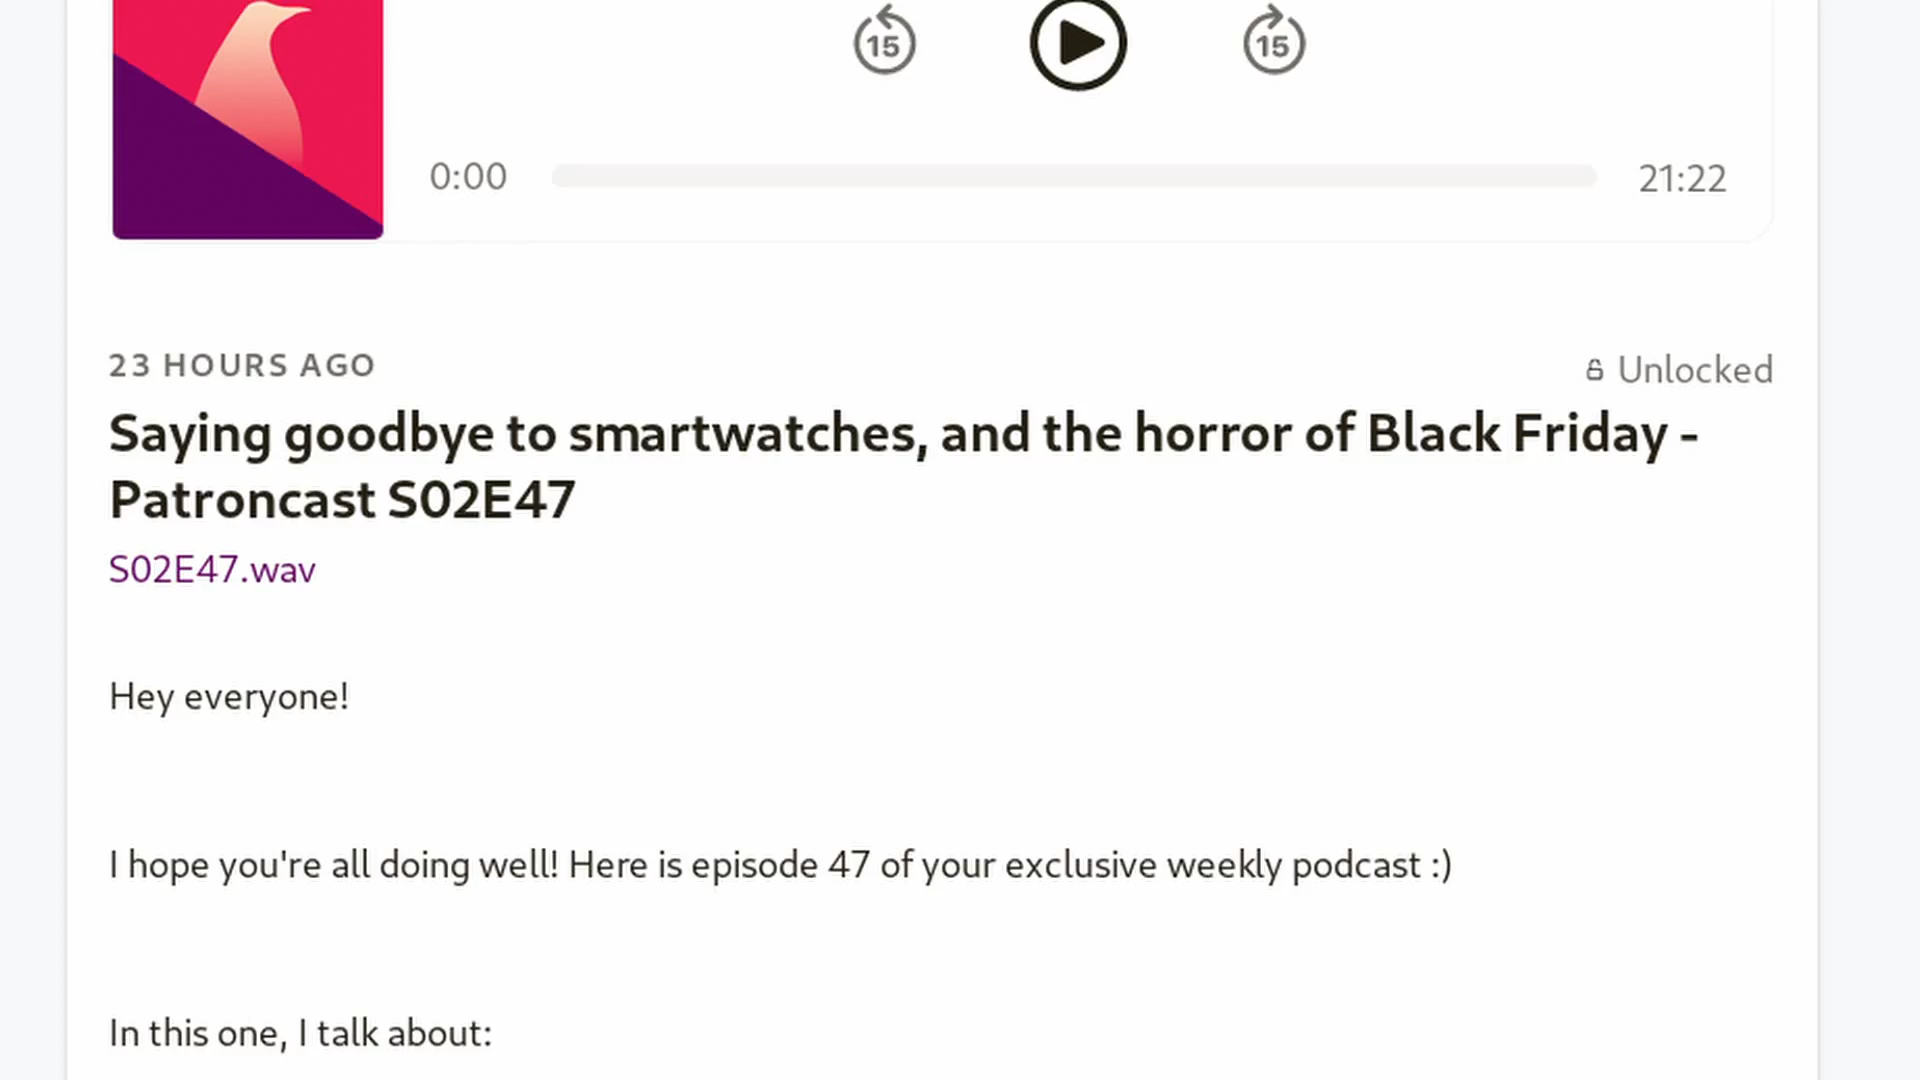 15
15
0:00
21:22
23 HOURS AGO
Unlocked
Saying goodbye to smartwatches, and the horror of Black Friday -
Patroncast S02E47
S02E47.wav
Hey everyone!
I hope you're all doing well! Here is episode 47 of your exclusive weekly podcast :)
In this one, I talk about: